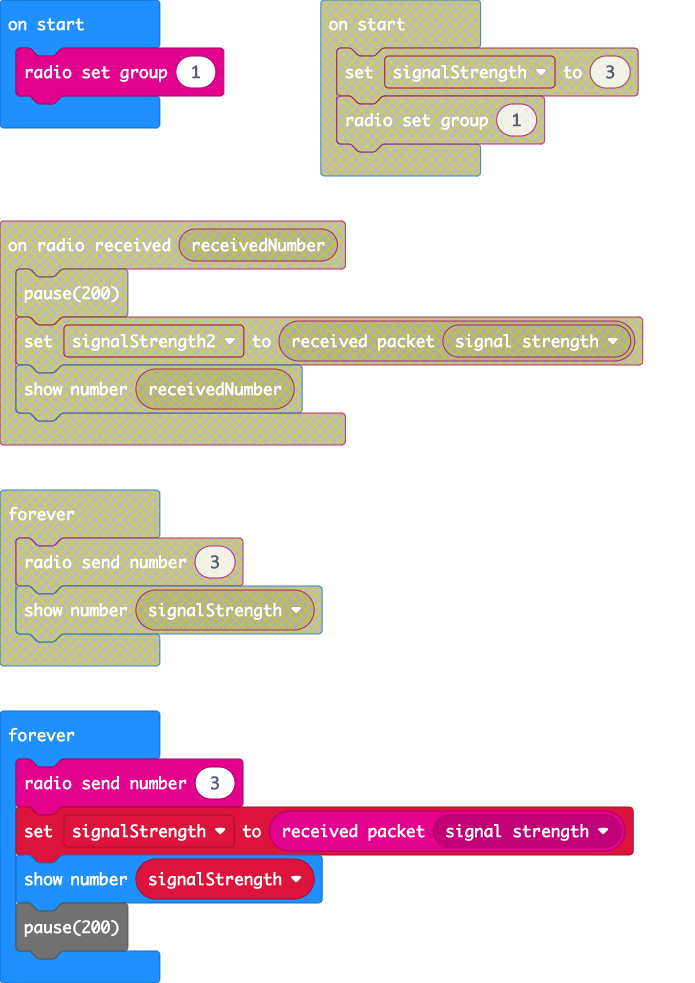 on start
radio set group 1
on start
set signalStrength to 3
radio set group 1
on radio received receivedNumber
pause(200)
set signalStrength2 to received packet signal strength
show number receivedNumber
forever
radio send number 3
show number signalStrength
forever
radio send number 3
set signalStrength to received packet signal strength
show number signalStrength
pause(200)